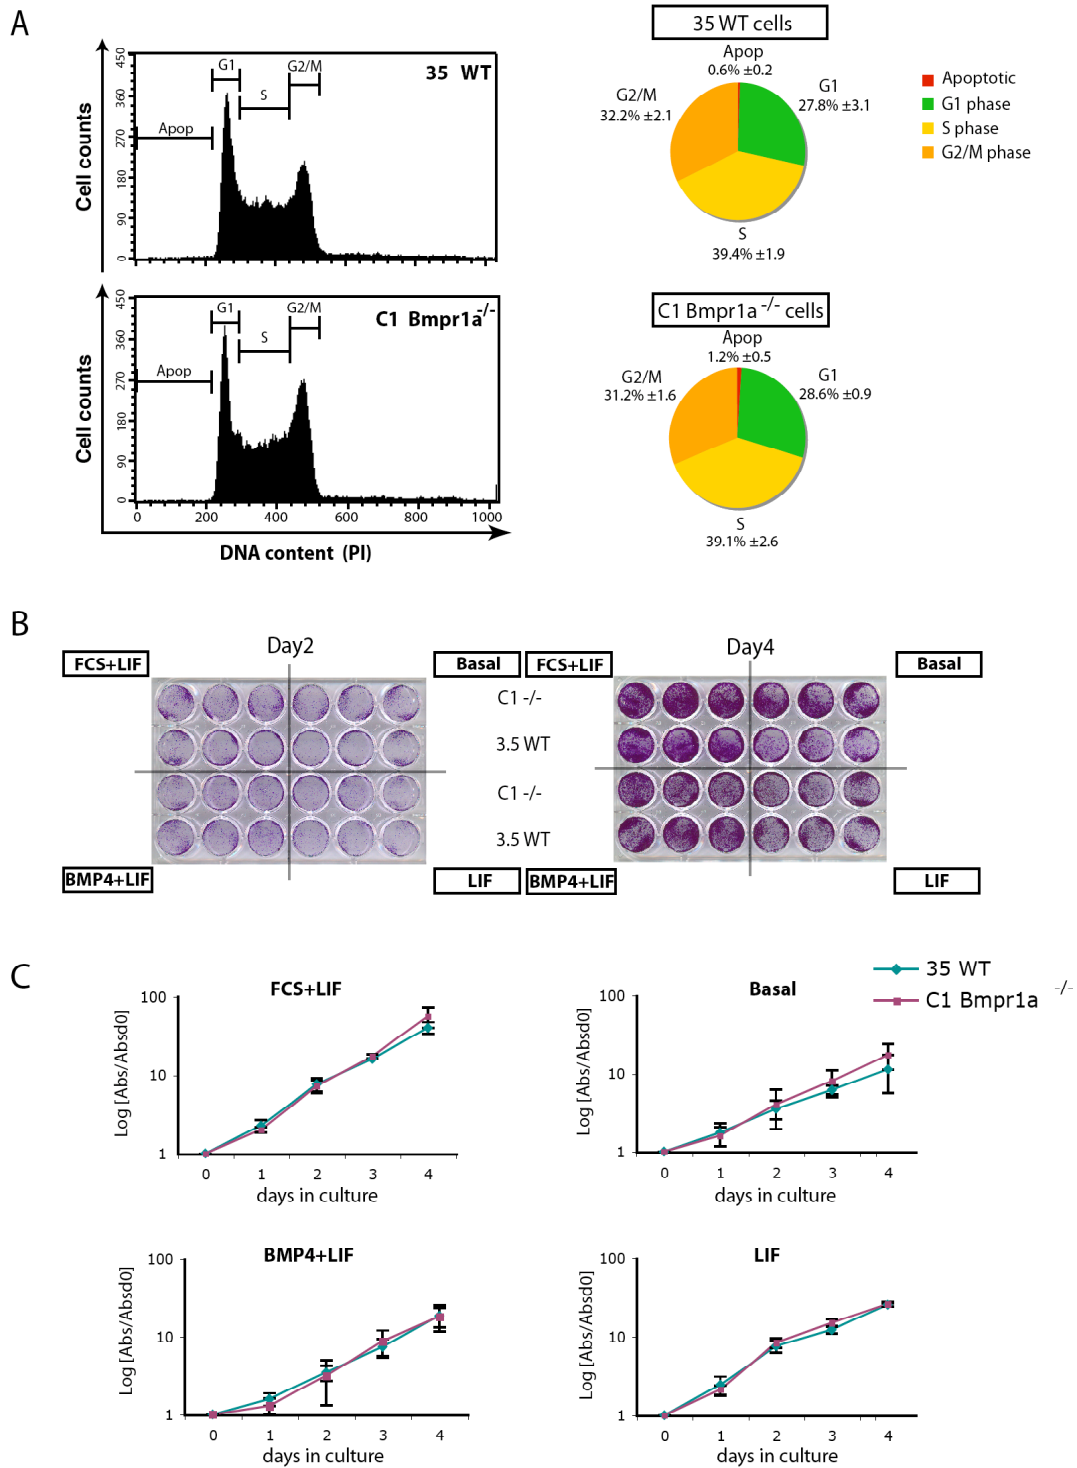 A
35 WT cells
450
360
270
180
90
0
Cell counts
G1
G2/M
S
Apop
35 WT
Apop
0.6% ±0.2
G1
27.8% ±3.1
G2/M
32.2% ±2.1
S
39.4% ±1.9
Apoptotic
G1 phase
S phase
G2/M phase
450
360
270
180
90
0
Cell counts
G1
G2/M
S
Apop
C1 Bmpr1a-/-
0 200 400 600 800 1000
DNA content (PI)
C1 Bmpr1a -/- cells
Apop
1.2% ±0.5
G1
28.6% ±0.9
G2/M
31.2% ±1.6
S
39.1% ±2.6
B
Day2
Day4
FCS+LIF
Basal
FCS+LIF
Basal
C1 -/-
3.5 WT
C1 -/-
3.5 WT
BMP4+LIF
LIF
BMP4+LIF
LIF
C
35 WT
C1 Bmpr1a -/-
FCS+LIF
100
10
1
Log [Abs/Absd0]
0 1 2 3 4
days in culture
Basal
100
10
1
Log [Abs/Absd0]
0 1 2 3 4
days in culture
BMP4+LIF
100
10
1
Log [Abs/Absd0]
0 1 2 3 4
days in culture
LIF
100
10
1
Log [Abs/Absd0]
0 1 2 3 4
days in culture